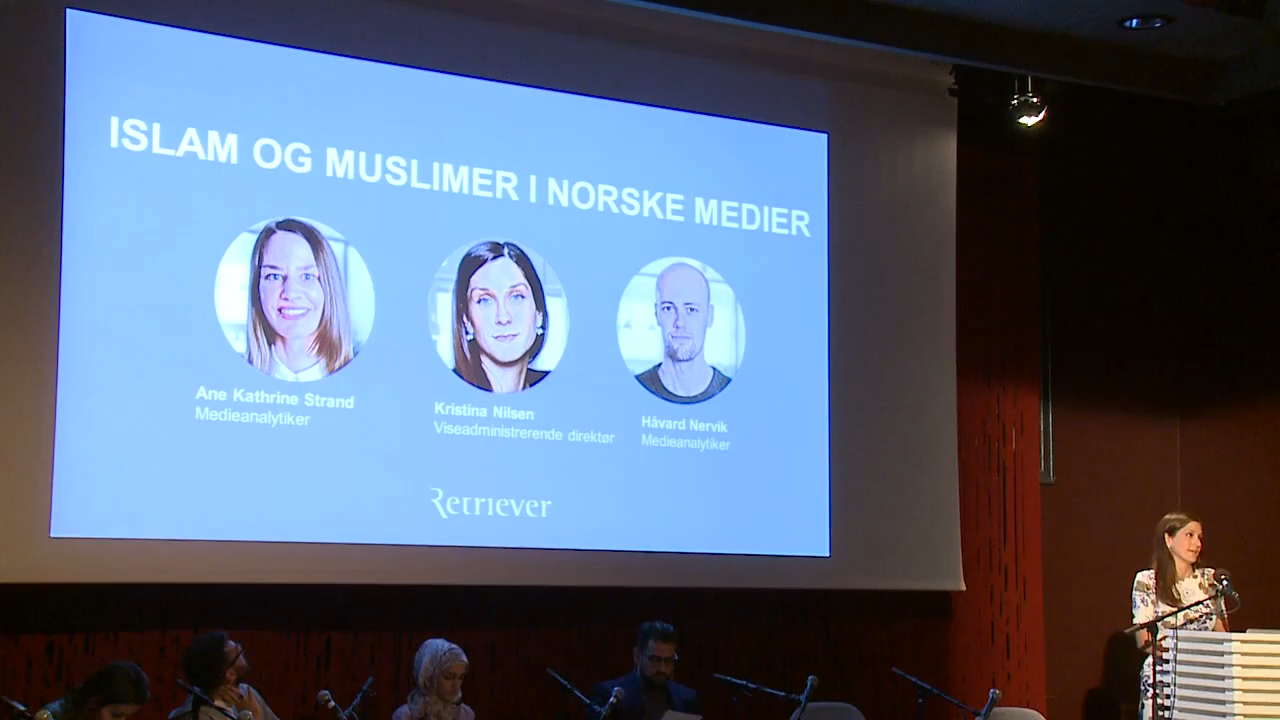 ISLAM OG MUSLIMER I NORSKE MEDIER
Ane Kathrine Strand
Medieanalytiker
Kristina Nilsen
Viseadministrerende direktør
Håvard Nervik
Medieanalytiker
Retriever